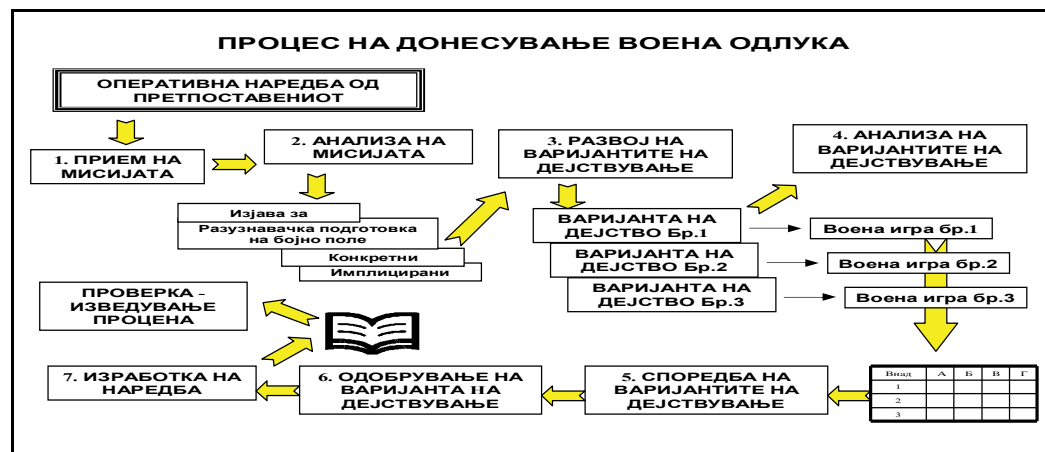 ПРОЦЕС НА ДОНЕСУВАЊЕ ВОЕНА ОДЛУКА
ОПЕРАТИВНА НАРЕДБА ОД
ПРЕТПОСТАВЕНИОТ
1. ПРИЕМ НА
МИСИЈАТА
2. АНАЛИЗА НА
МИСИЈАТА
Изјава за
Разузнавачка подготовка
на бојно поле
Конкретни
Имплицирани
3. РАЗВОЈ НА
ВАРИЈАНТИТЕ НА
ДЕЈСТВУВАЊЕ
ВАРИЈАНТА НА
ДЕЈСТВО Бр.1
ВАРИЈАНТА НА
ДЕЈСТВО Бр.2
ВАРИЈАНТА НА
ДЕЈСТВО Бр.3
4. АНАЛИЗА НА
ВАРИЈАНТИТЕ НА
ДЕЈСТВУВАЊЕ
Воена игра бр.1
Воена игра бр.2
Воена игра бр.3
Внад А Б В Г
1
2
3
5. СПОРЕДБА НА
ВАРИЈАНТИТЕ НА
ДЕЈСТВУВАЊЕ
6. ОДОБРУВАЊЕ НА
ВАРИЈАНТА НА
ДЕЈСТВУВАЊЕ
7. ИЗРАБОТКА НА
НАРЕДБА
ПРОВЕРКА -
ИЗВЕДУВАЊЕ
ПРОЦЕНА